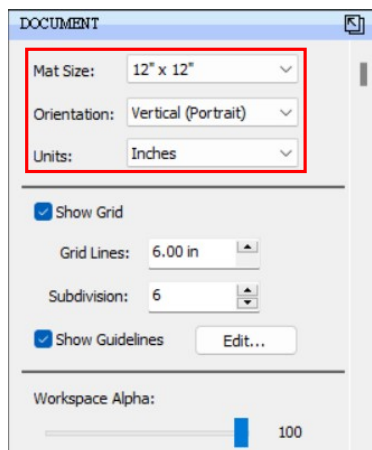 DOCUMENT
Mat Size: 12" x 12"
Orientation: Vertical (Portrait)
Units: Inches
Show Grid
Grid Lines: 6.00 in
Subdivision: 6
Show Guidelines Edit...
Workspace Alpha:
100